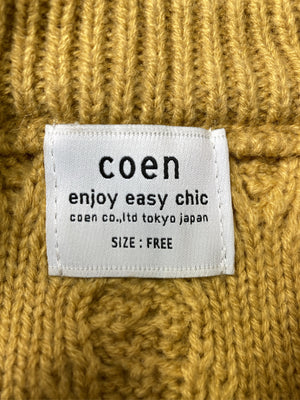 coen
enjoy easy chic
coen co.,ltd tokyo japan
SIZE : FREE